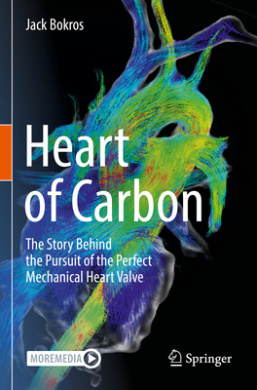 Jack Bokros
Heart
of Carbon
The Story Behind
the Pursuit of the Perfect
Mechanical Heart Valve
MOREMEDIA
Springer